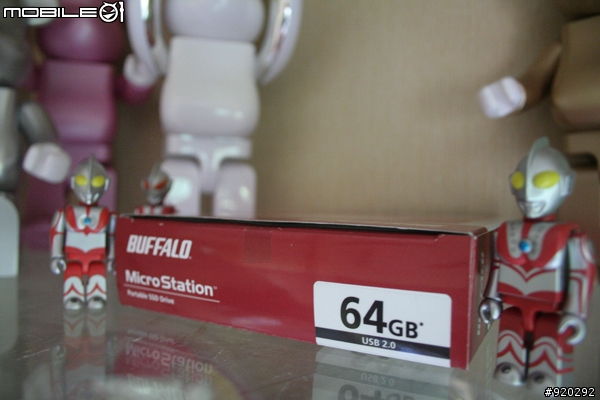 MOBILE01
BUFFALO
MicroStation
Portable SSD Drive
64GB*
USB 2.0
#920292